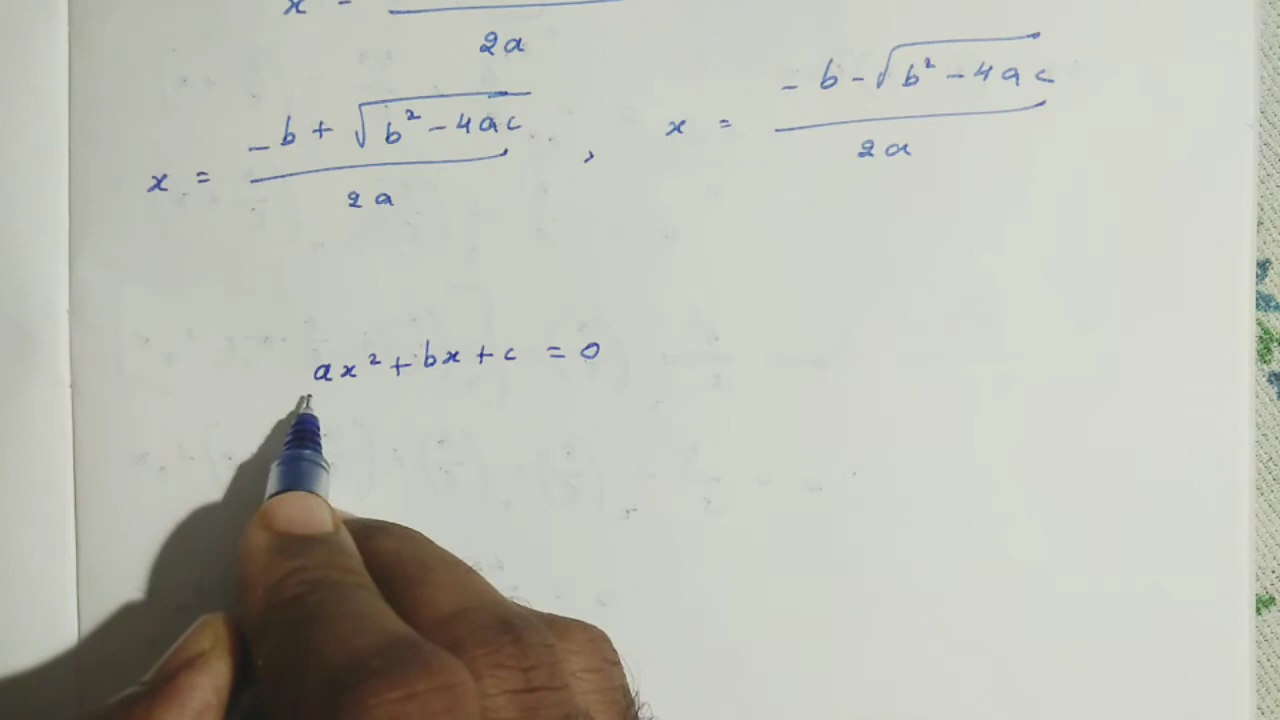 x =
2a
x = -b + √(b² - 4ac) / 2a , x = -b - √(b² - 4ac) / 2a
ax² + bx + c = 0